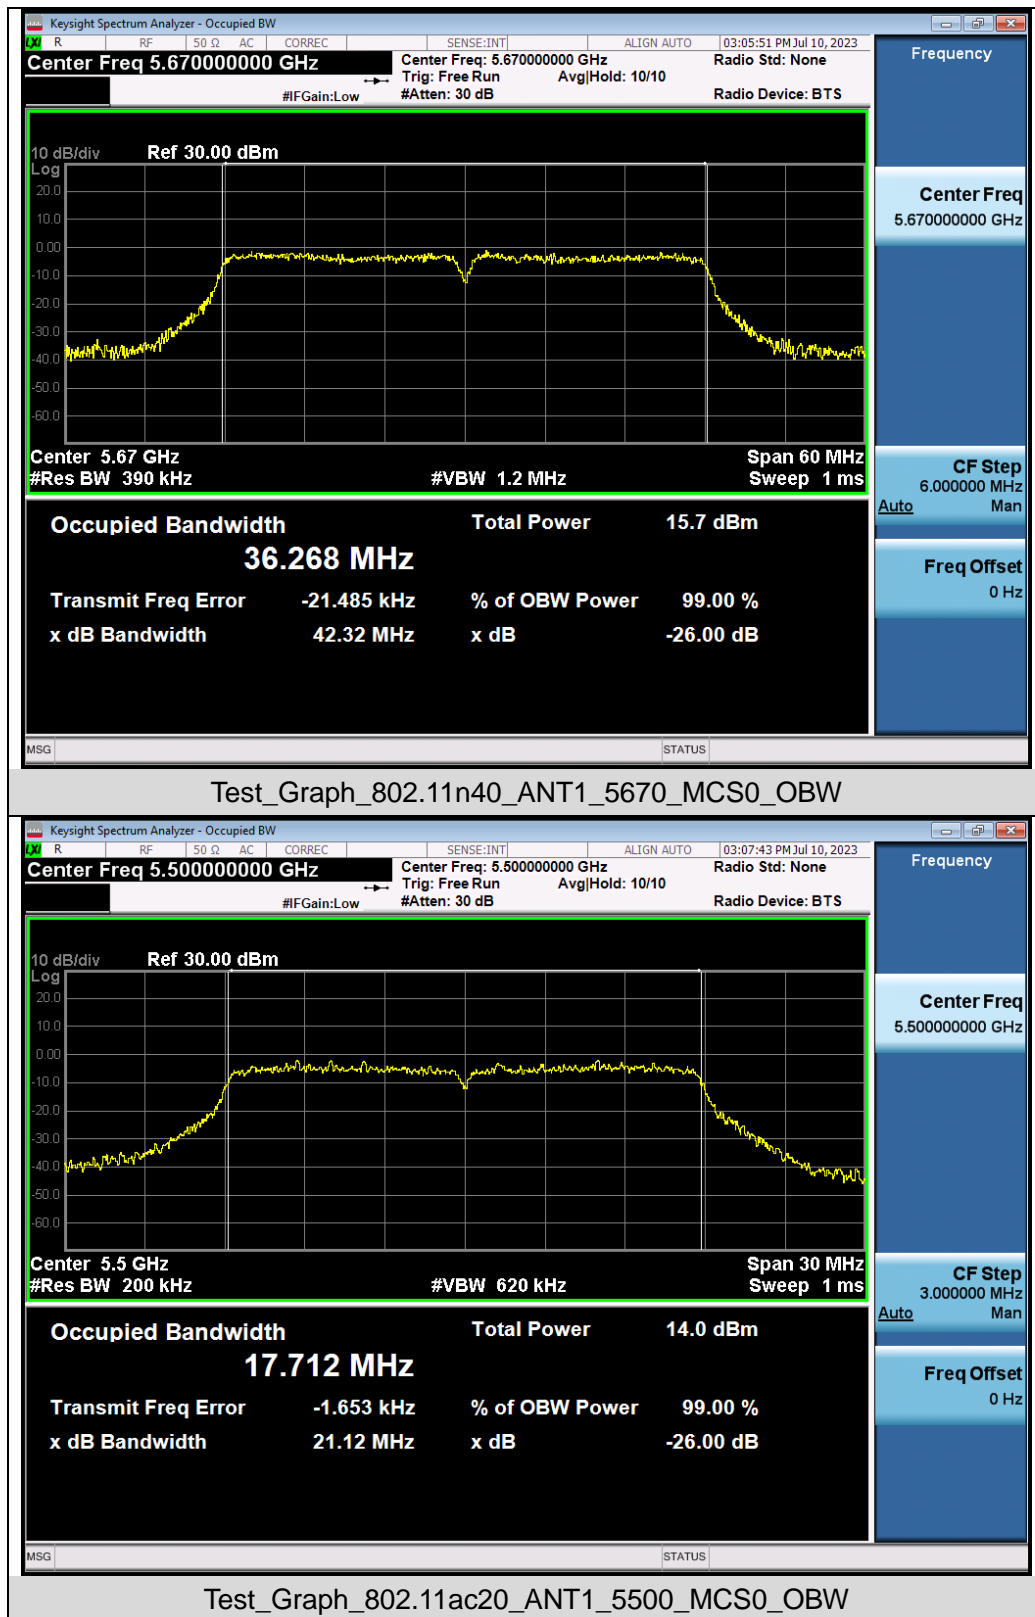 Keysight Spectrum Analyzer - Occupied BW
LXI R RF 50 Ω AC CORREC SENSE:INT ALIGN AUTO 03:05:51 PM Jul 10, 2023
Center Freq 5.670000000 GHz
Center Freq: 5.670000000 GHz
Radio Std: None
Trig: Free Run Avg|Hold: 10/10
#IFGain:Low
#Atten: 30 dB
Radio Device: BTS
10 dB/div Ref 30.00 dBm
Log
20.0
10.0
0.00
-10.0
-20.0
-30.0
-40.0
-50.0
-60.0
Center 5.67 GHz Span 60 MHz
#Res BW 390 kHz #VBW 1.2 MHz Sweep 1 ms
Occupied Bandwidth Total Power 15.7 dBm
36.268 MHz
Transmit Freq Error -21.485 kHz % of OBW Power 99.00 %
x dB Bandwidth 42.32 MHz x dB -26.00 dB
MSG STATUS
Frequency
Center Freq
5.670000000 GHz
CF Step
6.000000 MHz
Auto Man
Freq Offset
0 Hz
Test_Graph_802.11n40_ANT1_5670_MCS0_OBW
Keysight Spectrum Analyzer - Occupied BW
LXI R RF 50 Ω AC CORREC SENSE:INT ALIGN AUTO 03:07:43 PM Jul 10, 2023
Center Freq 5.500000000 GHz
Center Freq: 5.500000000 GHz
Radio Std: None
Trig: Free Run Avg|Hold: 10/10
#IFGain:Low
#Atten: 30 dB
Radio Device: BTS
10 dB/div Ref 30.00 dBm
Log
20.0
10.0
0.00
-10.0
-20.0
-30.0
-40.0
-50.0
-60.0
Center 5.5 GHz Span 30 MHz
#Res BW 200 kHz #VBW 620 kHz Sweep 1 ms
Occupied Bandwidth Total Power 14.0 dBm
17.712 MHz
Transmit Freq Error -1.653 kHz % of OBW Power 99.00 %
x dB Bandwidth 21.12 MHz x dB -26.00 dB
MSG STATUS
Frequency
Center Freq
5.500000000 GHz
CF Step
3.000000 MHz
Auto Man
Freq Offset
0 Hz
Test_Graph_802.11ac20_ANT1_5500_MCS0_OBW